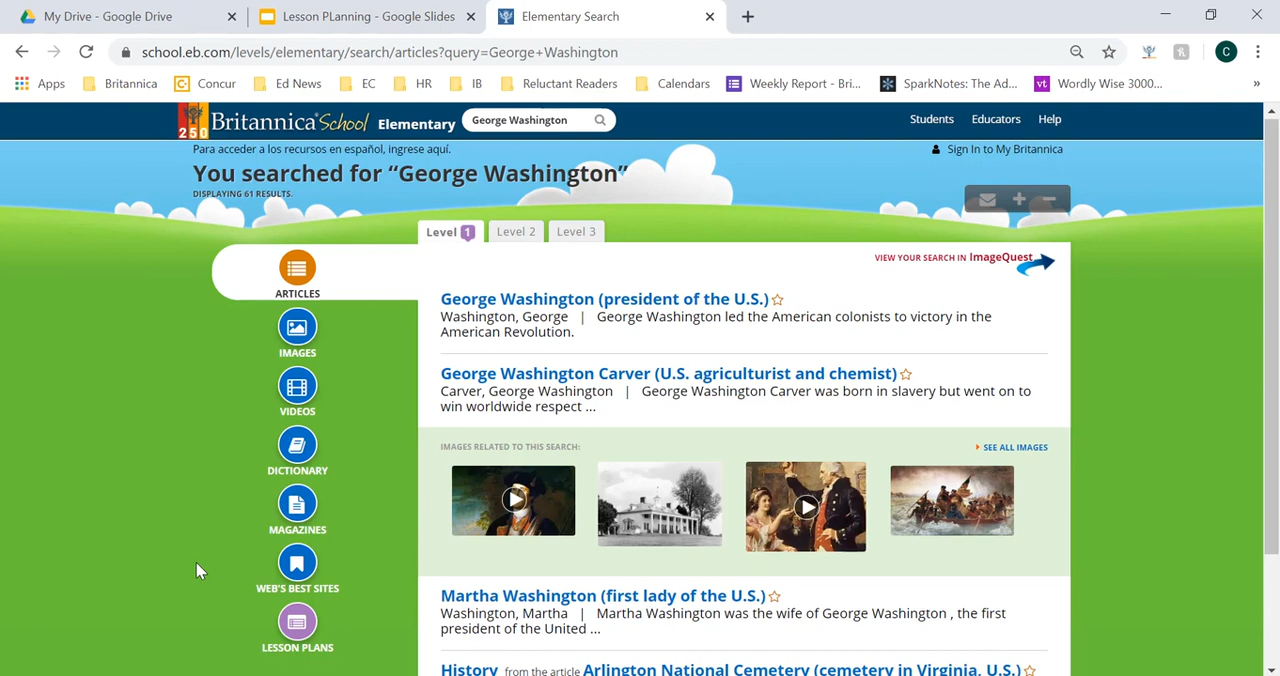 My Drive - Google Drive
Lesson PLanning - Google Slides
Elementary Search
school.eb.com/levels/elementary/search/articles?query=George+Washington
C
Apps Britannica Concur Ed News EC HR IB Reluctant Readers Calendars Weekly Report - Bri... SparkNotes: The Ad... vt Wordly Wise 3000... »
250 Britannica School Elementary George Washington Students Educators Help
Para acceder a los recursos en español, ingrese aquí. Sign In to My Britannica
You searched for “George Washington”
DISPLAYING 61 RESULTS.
Level 1 Level 2 Level 3
ARTICLES
IMAGES
VIDEOS
DICTIONARY
MAGAZINES
WEB'S BEST SITES
LESSON PLANS
VIEW YOUR SEARCH IN ImageQuest
George Washington (president of the U.S.)
Washington, George | George Washington led the American colonists to victory in the
American Revolution.
George Washington Carver (U.S. agriculturist and chemist)
Carver, George Washington | George Washington Carver was born in slavery but went on to
win worldwide respect ...
IMAGES RELATED TO THIS SEARCH: SEE ALL IMAGES
Martha Washington (first lady of the U.S.)
Washington, Martha | Martha Washington was the wife of George Washington , the first
president of the United ...
History from the article Arlington National Cemetery (cemetery in Virginia, U.S.)